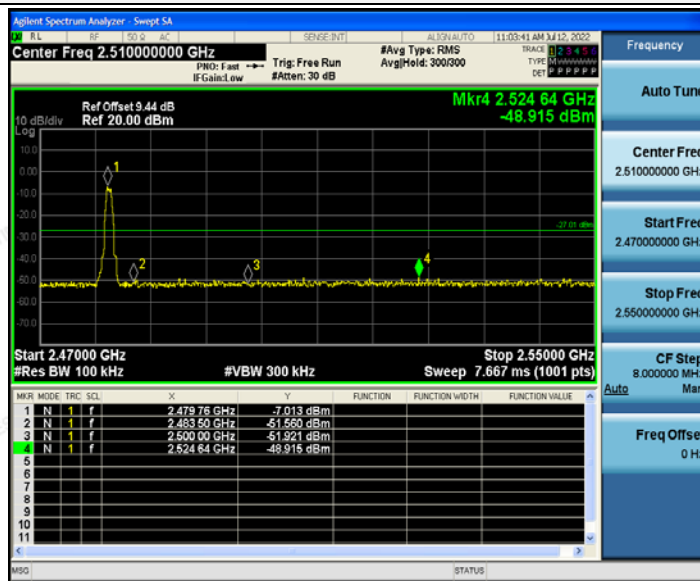 Agilent Spectrum Analyzer - Swept SA
RL RF 50 Ω AC SENSE:INT ALIGN AUTO 11:03:41 AM Jul 12, 2022
Center Freq 2.510000000 GHz
PNO: Fast
IFGain:Low
Trig: Free Run
#Atten: 30 dB
#Avg Type: RMS
Avg|Hold: 300/300
TRACE 1 2 3 4 5 6
TYPE M W W W W W
DET P P P P P P
Mkr4 2.524 64 GHz
-48.915 dBm
Ref Offset 9.44 dB
10 dB/div Ref 20.00 dBm
Log
10.0
0.00
-10.0
-20.0
-30.0
-40.0
-50.0
-60.0
-70.0
1
2
3
4
-27.01 dBm
Start 2.47000 GHz Stop 2.55000 GHz
#Res BW 100 kHz #VBW 300 kHz Sweep 7.667 ms (1001 pts)
MKR MODE TRC SCL X Y FUNCTION FUNCTION WIDTH FUNCTION VALUE
1 N 1 f 2.479 76 GHz -7.013 dBm
2 N 1 f 2.483 50 GHz -51.560 dBm
3 N 1 f 2.500 00 GHz -51.921 dBm
4 N 1 f 2.524 64 GHz -48.915 dBm
5
6
7
8
9
10
11
MSG STATUS
Frequency
Auto Tune
Center Freq
2.510000000 GHz
Start Freq
2.470000000 GHz
Stop Freq
2.550000000 GHz
CF Step
8.000000 MHz
Auto Man
Freq Offset
0 Hz